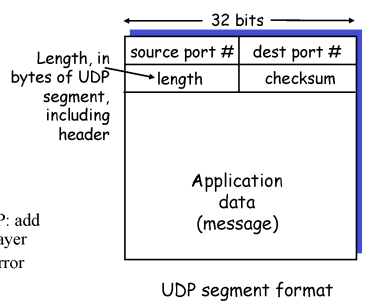 32 bits
source port # dest port #
length checksum
Length, in
bytes of UDP
segment,
including
header
Application
data
(message)
P: add
ayer
rror
UDP segment format